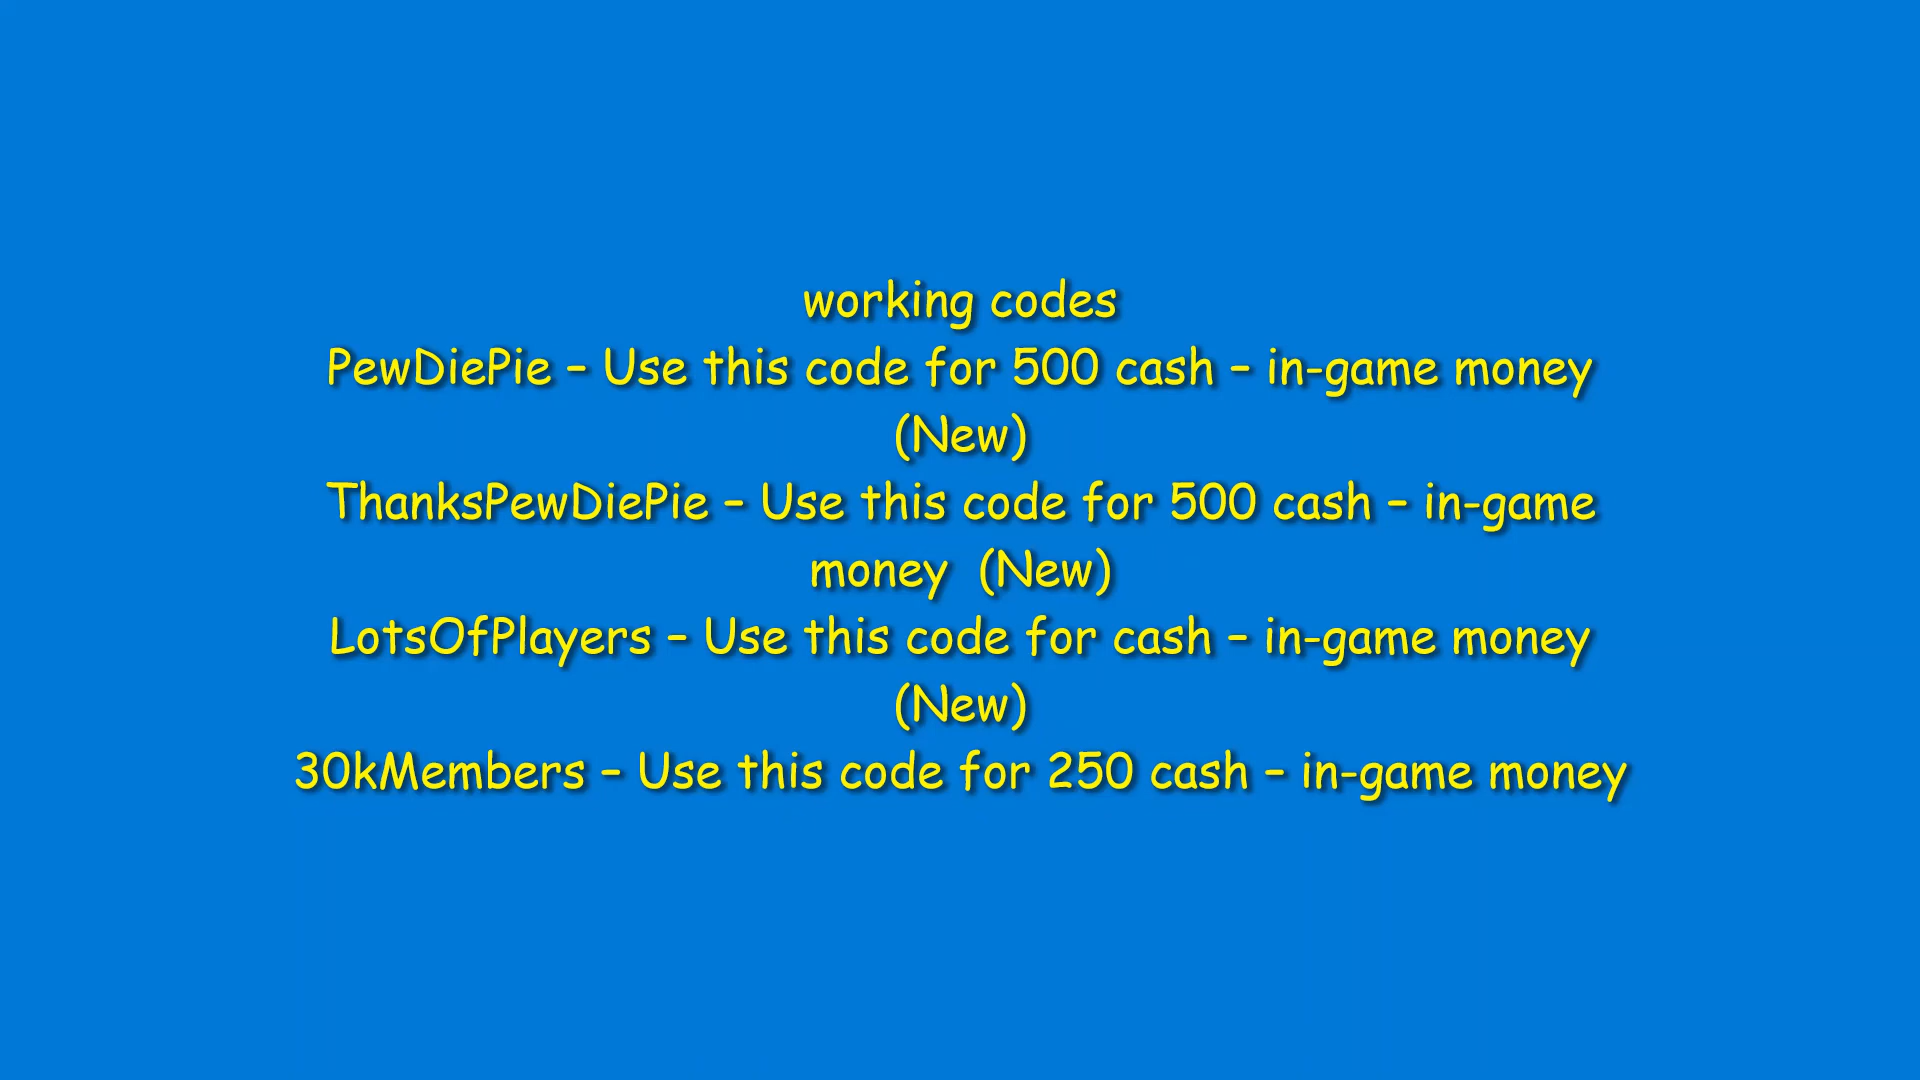 working codes
PewDiePie – Use this code for 500 cash – in-game money
(New)
ThanksPewDiePie – Use this code for 500 cash – in-game
money  (New)
LotsOfPlayers – Use this code for cash – in-game money
(New)
30kMembers – Use this code for 250 cash – in-game money